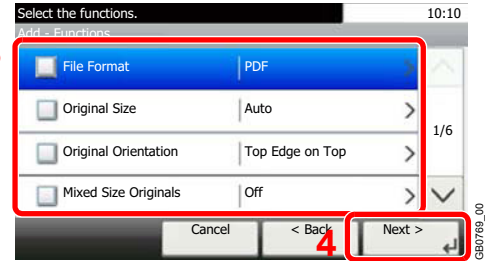 Select the functions. 10:10
Add - Functions
File Format PDF
Original Size Auto
1/6
Original Orientation Top Edge on Top
Mixed Size Originals Off
Cancel < Back Next >
4
GB0769_00